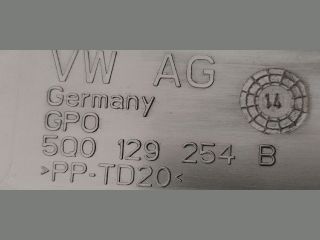 VW AG
Germany
14
GPO
5Q0 129 254 B
>PP-TD20<